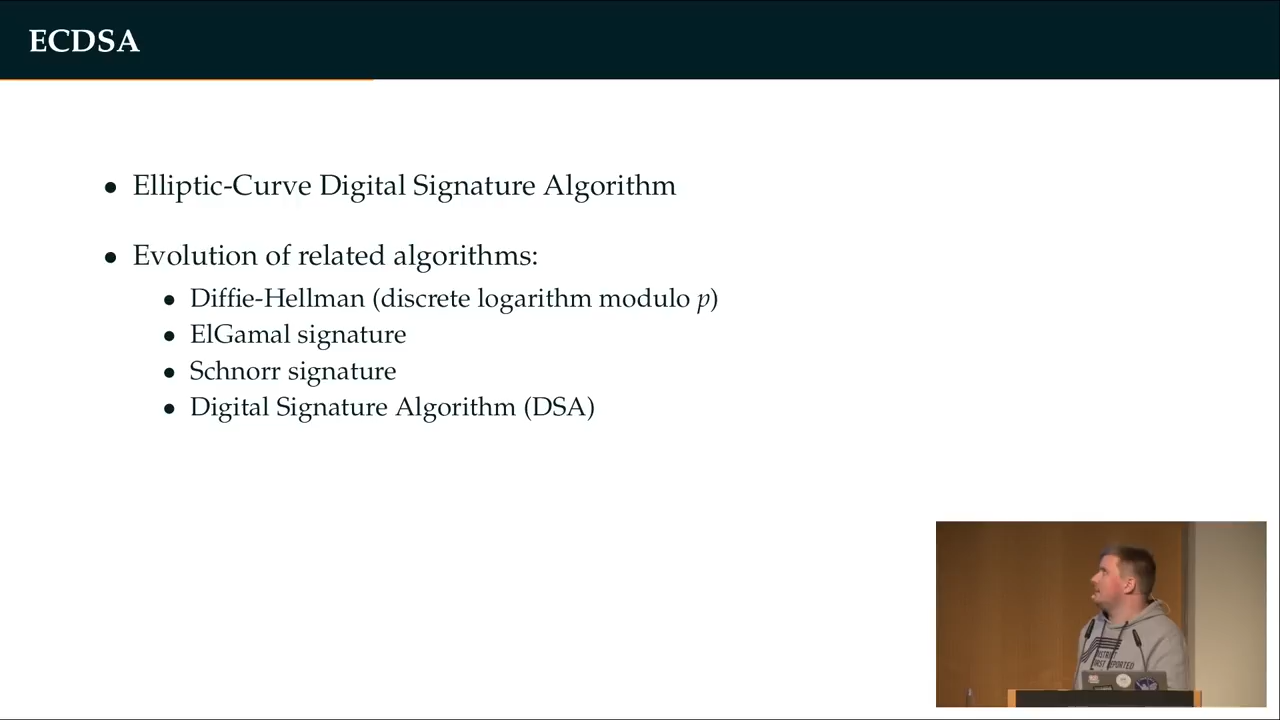 ECDSA
• Elliptic-Curve Digital Signature Algorithm
• Evolution of related algorithms:
• Diffie-Hellman (discrete logarithm modulo p)
• ElGamal signature
• Schnorr signature
• Digital Signature Algorithm (DSA)
DISTRICT